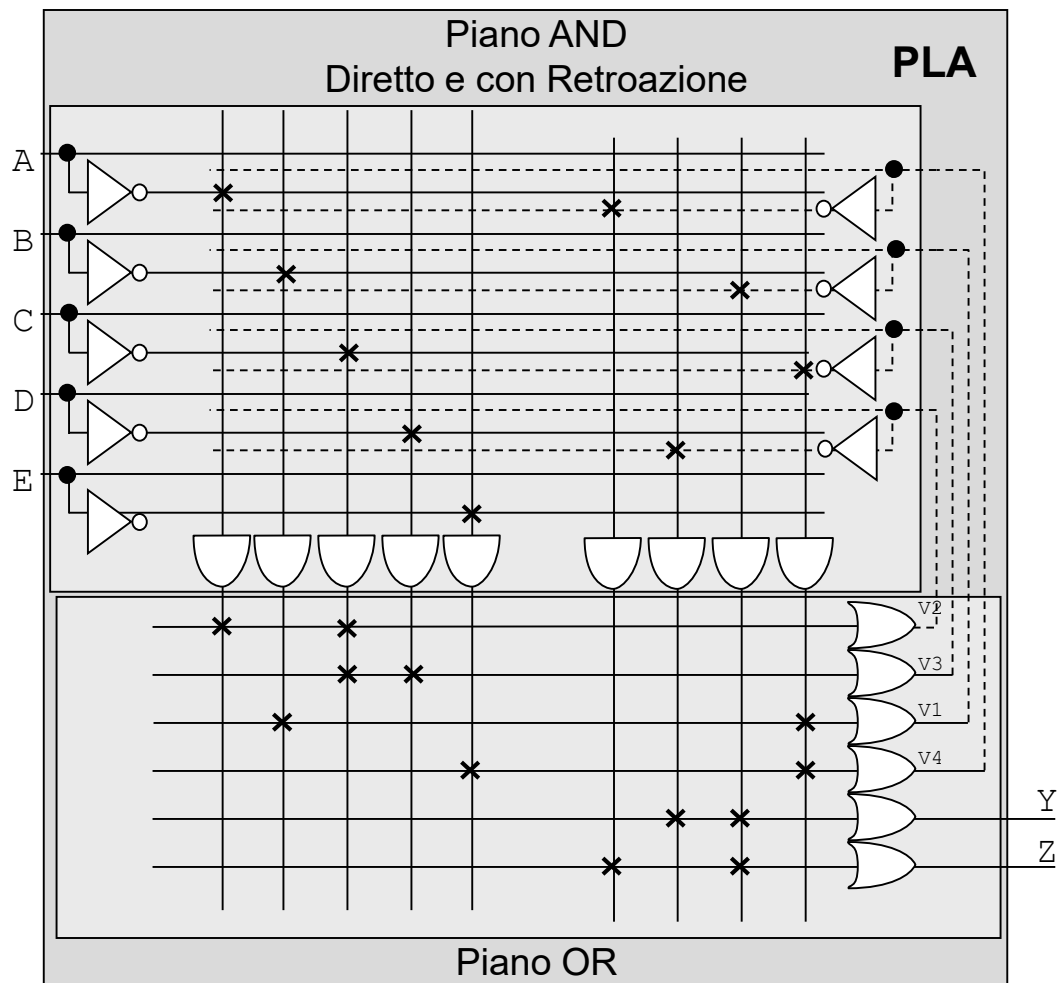 Piano AND
Diretto e con Retroazione
PLA
A
B
C
D
E
V2
V3
V1
V4
Y
Z
Piano OR